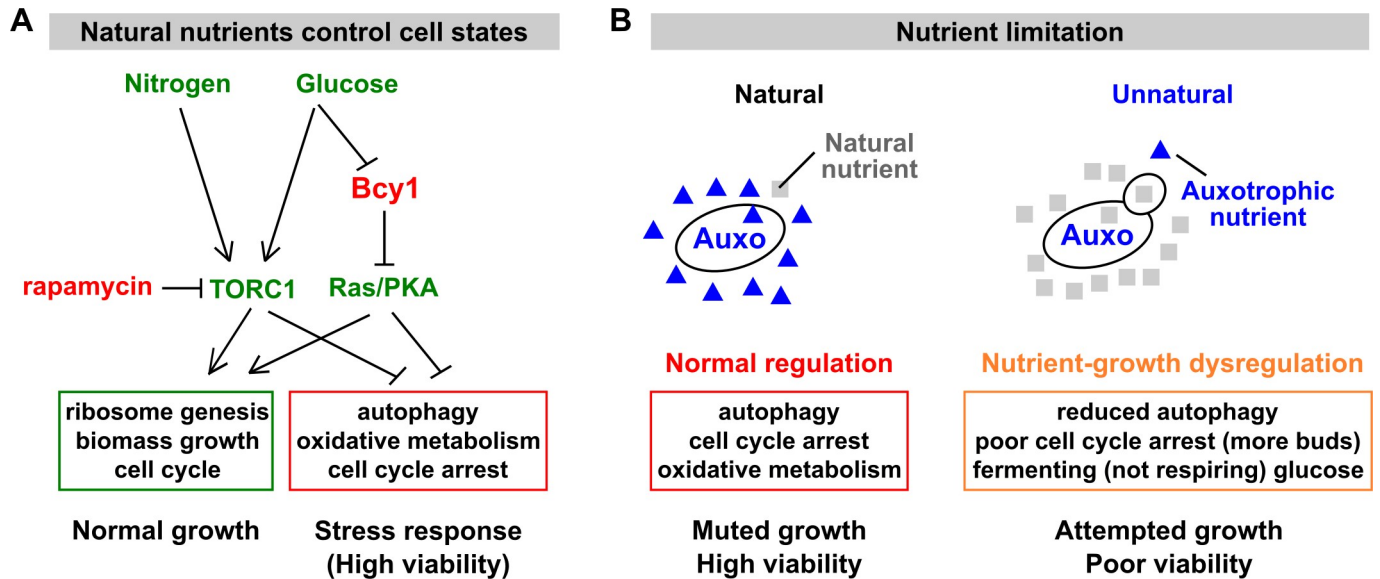 A
Natural nutrients control cell states
Nitrogen
Glucose
Bcy1
rapamycin
TORC1
Ras/PKA
ribosome genesis
biomass growth
cell cycle
autophagy
oxidative metabolism
cell cycle arrest
Normal growth
Stress response
(High viability)
B
Nutrient limitation
Natural
Natural
nutrient
Auxo
Normal regulation
autophagy
cell cycle arrest
oxidative metabolism
Muted growth
High viability
Unnatural
Auxotrophic
nutrient
Auxo
Nutrient-growth dysregulation
reduced autophagy
poor cell cycle arrest (more buds)
fermenting (not respiring) glucose
Attempted growth
Poor viability